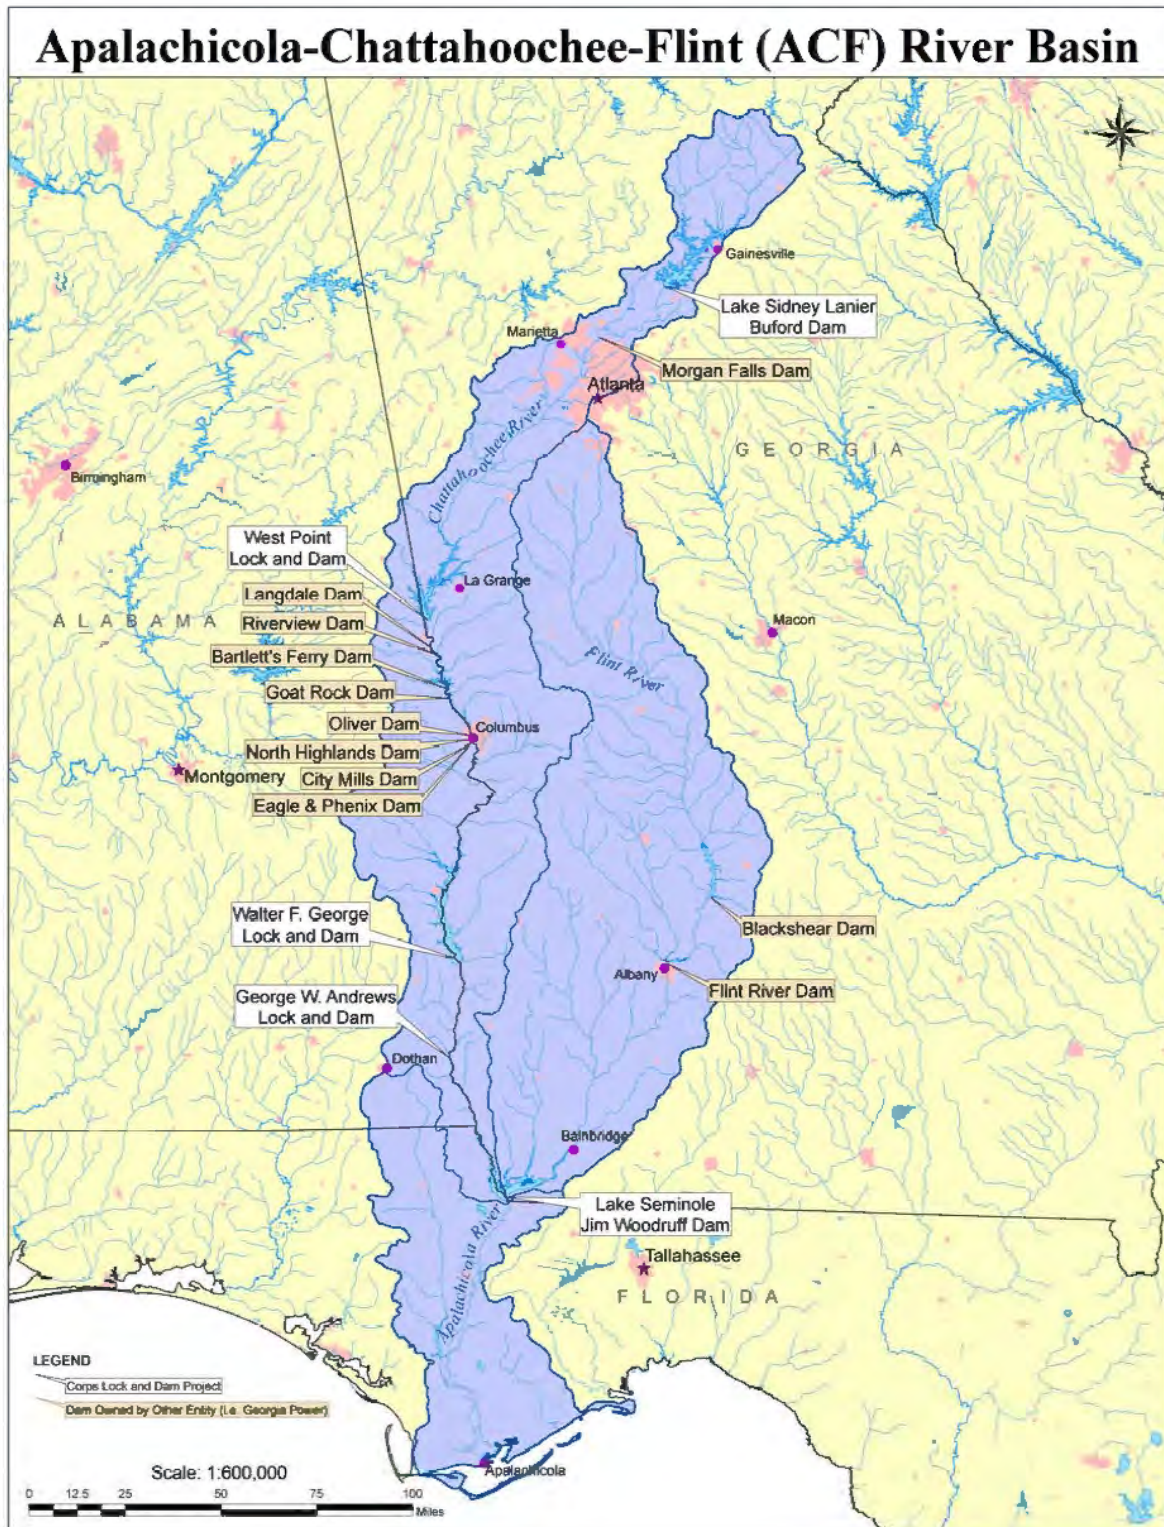 Apalachicola-Chattahoochee-Flint (ACF) River Basin
Gainesville
Lake Sidney Lanier
Buford Dam
Marietta
Morgan Falls Dam
Atlanta
Chattahoochee River
GEORGIA
Birmingham
West Point
Lock and Dam
La Grange
Langdale Dam
ALABAMA
Riverview Dam
Macon
Bartlett's Ferry Dam
Flint River
Goat Rock Dam
Oliver Dam
Columbus
North Highlands Dam
Montgomery
City Mills Dam
Eagle & Phenix Dam
Walter F. George
Lock and Dam
Blackshear Dam
Albany
Flint River Dam
George W. Andrews
Lock and Dam
Dothan
Bainbridge
Lake Seminole
Jim Woodruff Dam
Apalachicola River
Tallahassee
FLORIDA
LEGEND
Corps Lock and Dam Project
Dam Owned by Other Entity (i.e. Georgia Power)
Apalachicola
Scale: 1:600,000
0 12.5 25 50 75 100
Miles